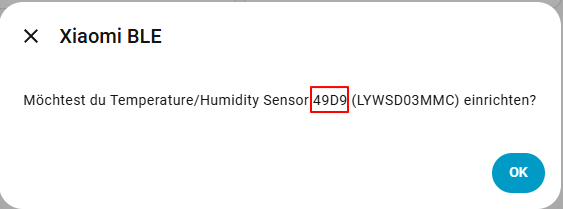 Xiaomi BLE
Möchtest du Temperature/Humidity Sensor 49D9 (LYWSD03MMC) einrichten?
OK